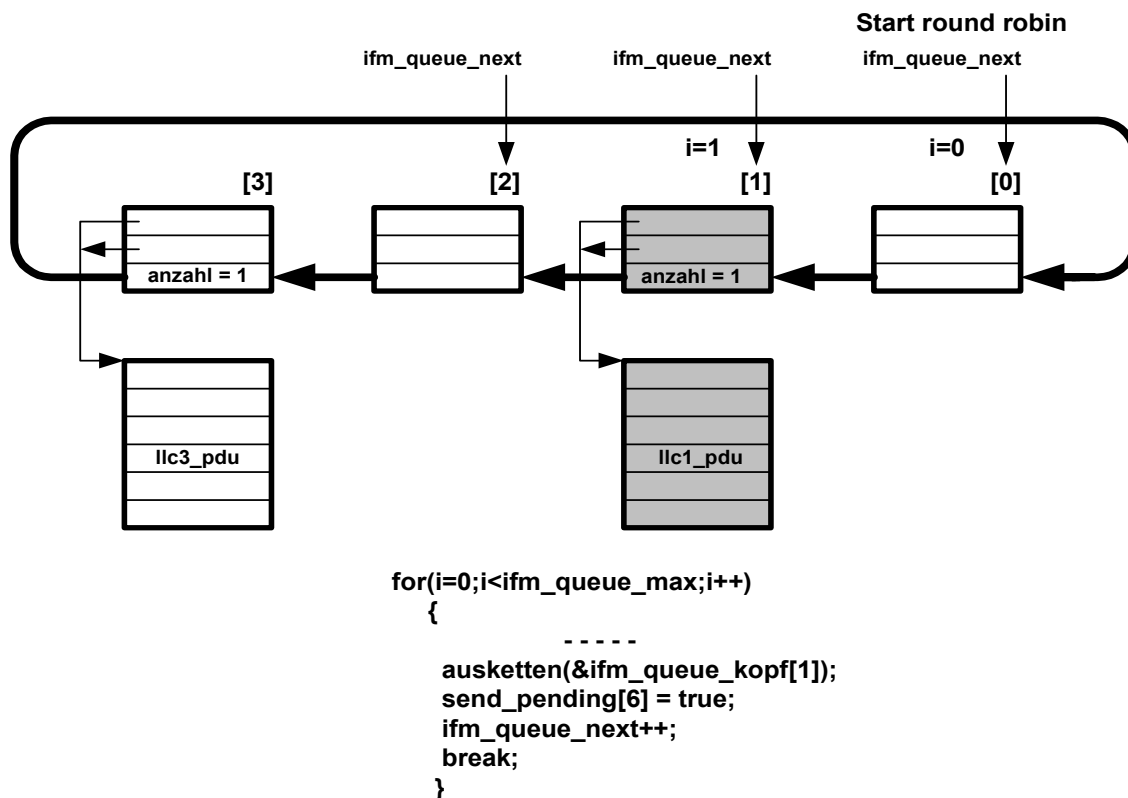 Start round robin
ifm_queue_next ifm_queue_next ifm_queue_next
i=1 i=0
[3] [2] [1] [0]
anzahl = 1 anzahl = 1
llc3_pdu llc1_pdu
for(i=0;i<ifm_queue_max;i++)
{
- - - - -
ausketten(&ifm_queue_kopf[1]);
send_pending[6] = true;
ifm_queue_next++;
break;
}